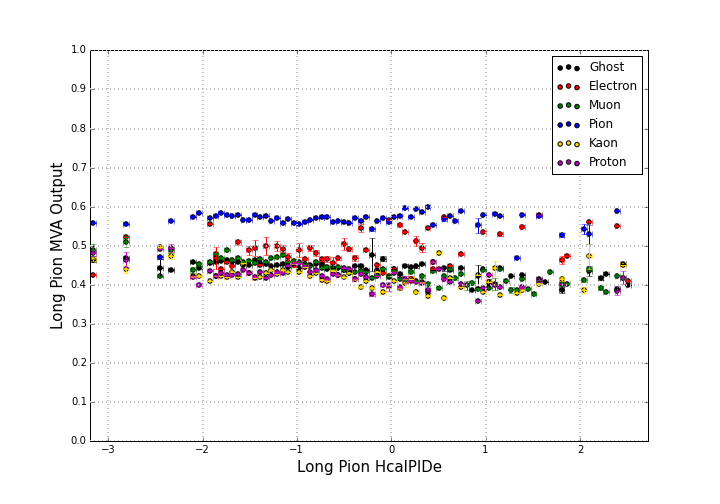 1.0
0.9
0.8
0.7
0.6
0.5
0.4
0.3
0.2
0.1
0.0
Long Pion MVA Output
Ghost
Electron
Muon
Pion
Kaon
Proton
−3 −2 −1 0 1 2
Long Pion HcalPIDe